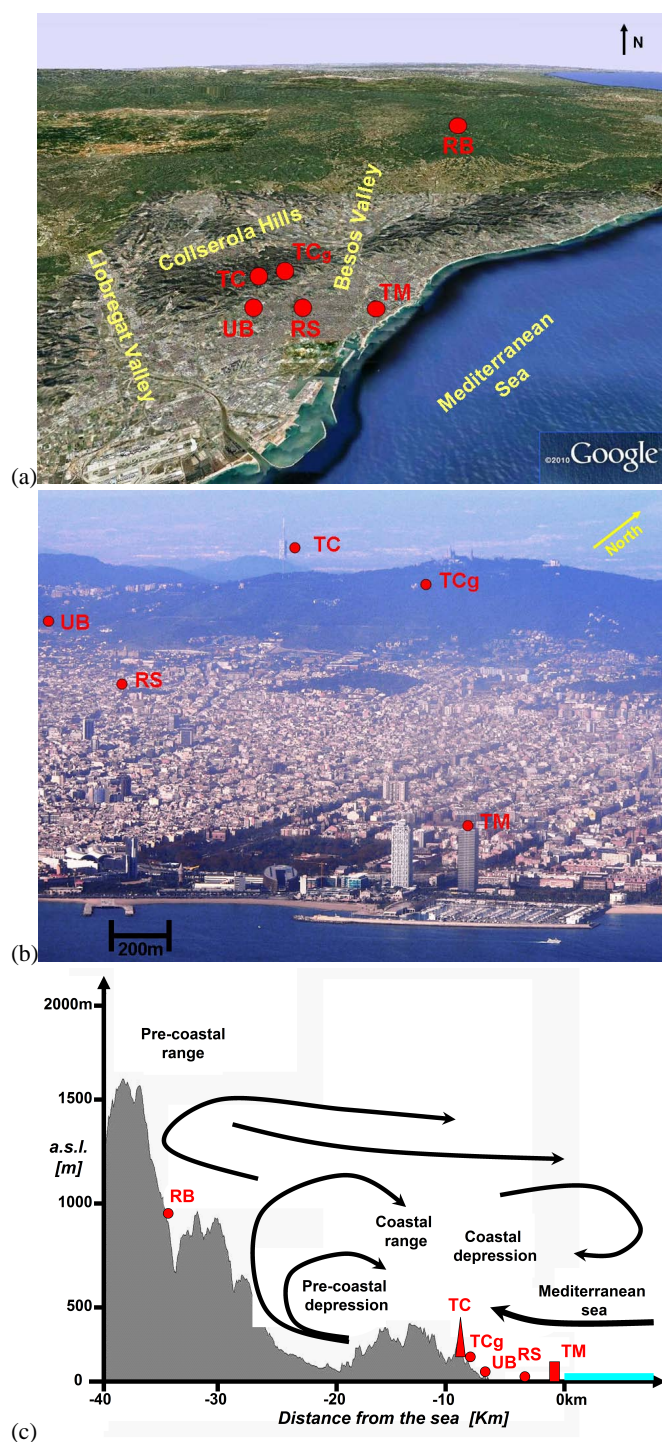 N
RB
Collserola Hills
Besos Valley
Llobregat Valley
TCs
TC
TM
UB
RS
Mediterranean
Sea
©2010 Google™
(a)
North
TC
TCg
UB
RS
TM
200m
(b)
2000m
Pre-coastal
range
1500
a.s.l.
[m]
RB
1000
Coastal
range
Coastal
depression
Pre-coastal
depression
Mediterranean
sea
500
TC
TCg
UB
RS
TM
0
-40
-30
-20
-10
0km
Distance from the sea [Km]
(c)